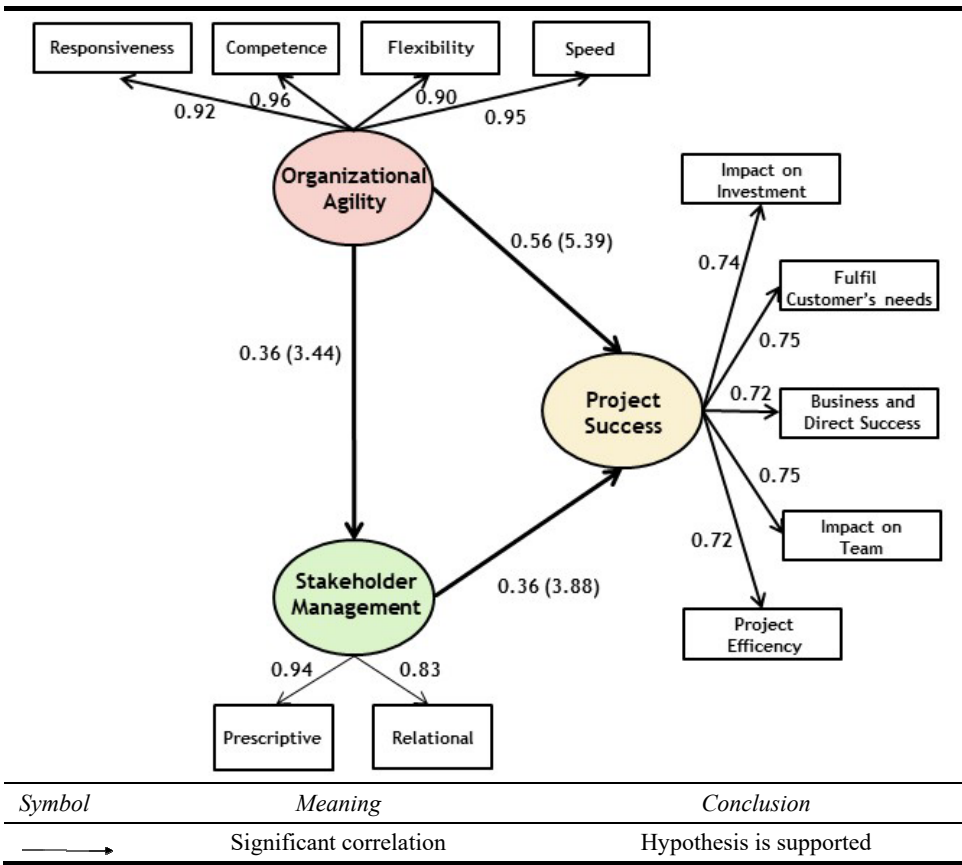 Responsiveness
Competence
Flexibility
Speed
0.92
0.96
0.90
0.95
Organizational
Agility
Impact on
Investment
0.56 (5.39)
0.74
Fulfil
Customer's needs
0.36 (3.44)
0.75
Project
Success
0.72
Business and
Direct Success
0.75
Impact on
Team
0.72
Stakeholder
Management
0.36 (3.88)
Project
Efficency
0.94
0.83
Prescriptive
Relational
Symbol Meaning Conclusion
Significant correlation Hypothesis is supported